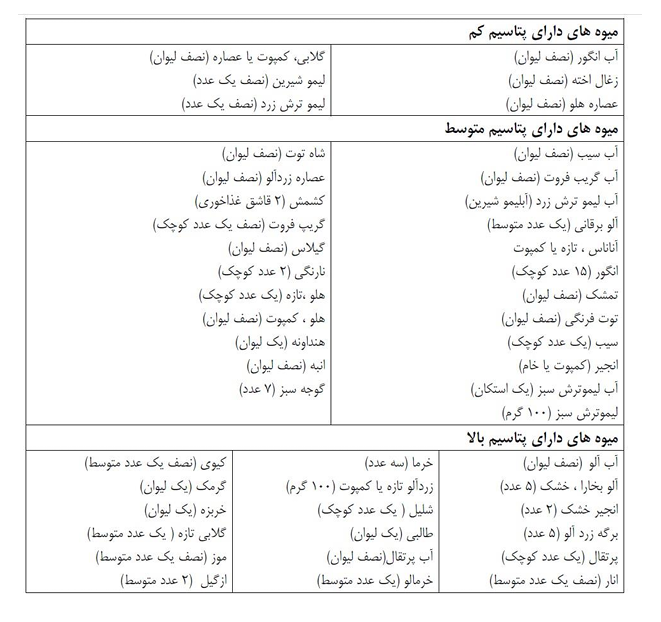 میوه های دارای پتاسیم کم
آب انگور (نصف لیوان)
گلابی، کمپوت یا عصاره (نصف لیوان)
زغال اخته (نصف لیوان)
لیمو شیرین (نصف یک عدد)
عصاره هلو (نصف لیوان)
لیمو ترش زرد (نصف یک عدد)
میوه های دارای پتاسیم متوسط
آب سیب (نصف لیوان)
شاه توت (نصف لیوان)
آب گریپ فروت (نصف لیوان)
عصاره زردآلو (نصف لیوان)
آب لیمو ترش زرد (آبلیمو شیرین)
کشمش (۲ قاشق غذاخوری)
آلو برقانی (یک عدد متوسط)
گریپ فروت (نصف یک عدد کوچک)
آناناس ، تازه یا کمپوت
گیلاس (نصف لیوان)
انگور (۱۵ عدد کوچک)
نارنگی (۲ عدد کوچک)
تمشک (نصف لیوان)
هلو ،تازه (یک عدد کوچک)
توت فرنگی (نصف لیوان)
هلو ، کمپوت (نصف لیوان)
سیب (یک عدد کوچک)
هندوانه (یک لیوان)
انجیر (کمپوت یا خام)
انبه (نصف لیوان)
آب لیموترش سبز (یک استکان)
گوجه سبز (۷ عدد)
لیموترش سبز (۱۰۰ گرم)
میوه های دارای پتاسیم بالا
آب آلو (نصف لیوان)
خرما (سه عدد)
کیوی (نصف یک عدد متوسط)
آلو بخارا ، خشک (۵ عدد)
زردآلو تازه یا کمپوت (۱۰۰ گرم)
گرمک (یک لیوان)
انجیر خشک (۲ عدد)
شلیل ( یک عدد کوچک)
خربزه (یک لیوان)
برگه زرد آلو (۵ عدد)
طالبی (یک لیوان)
گلابی تازه ( یک عدد متوسط)
پرتقال (یک عدد کوچک)
آب پرتقال(نصف لیوان)
موز (نصف یک عدد متوسط)
انار (نصف یک عدد متوسط)
خرمالو (یک عدد متوسط)
ازگیل (۲ عدد متوسط)